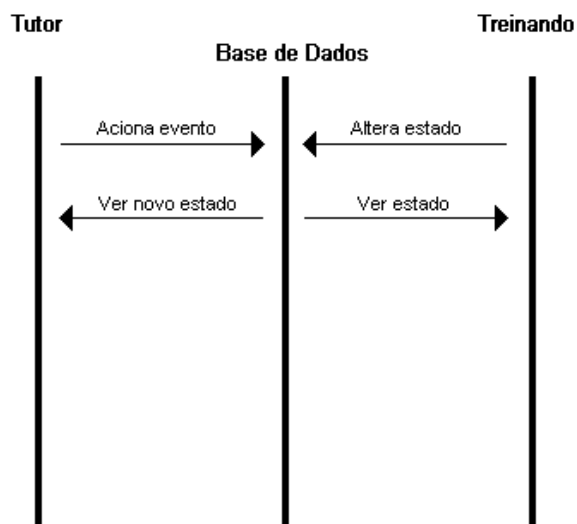 Tutor
Treinando
Base de Dados
Aciona evento
Altera estado
Ver novo estado
Ver estado